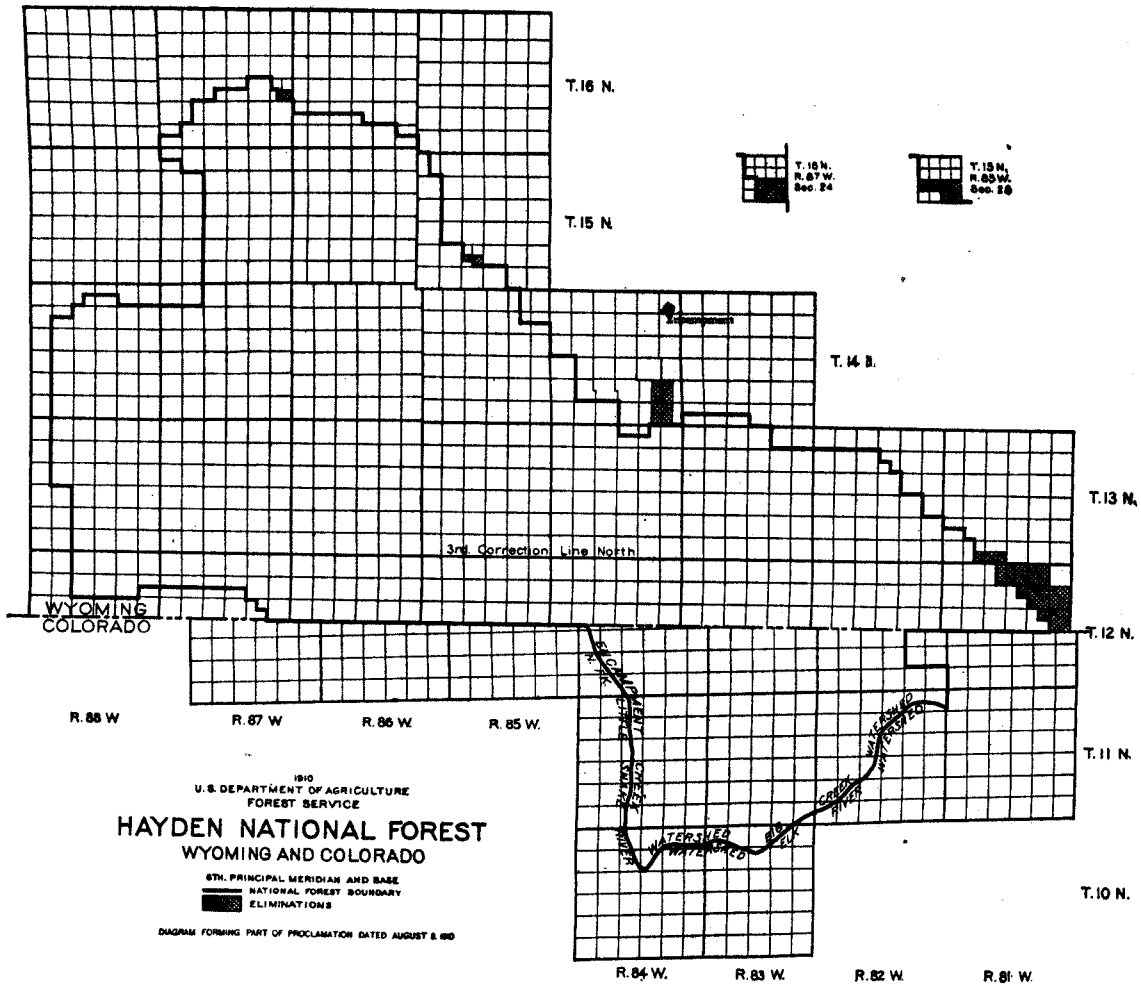 T. 16 N.
T. 16 N.
R. 87 W.
Sec. 24
T. 15 N.
R. 85 W.
Sec. 28
T. 15 N.
Encampment
T. 14 N.
T. 13 N.
3rd. Correction Line North
WYOMING
COLORADO
T. 12 N.
ENCAMPMENT CREEK WATERSHED
LITTLE SNAKE RIVER WATERSHED
BIG CREEK WATERSHED
ELK RIVER WATERSHED
R. 88 W
R. 87 W
R. 86 W.
R. 85 W.
T. 11 N.
1910
U.S. DEPARTMENT OF AGRICULTURE
FOREST SERVICE
HAYDEN NATIONAL FOREST
WYOMING AND COLORADO
6TH. PRINCIPAL MERIDIAN AND BASE
NATIONAL FOREST BOUNDARY
ELIMINATIONS
T. 10 N.
DIAGRAM FORMING PART OF PROCLAMATION DATED AUGUST 8, 1910
R. 84 W.
R. 83 W.
R. 82 W.
R. 81 W.